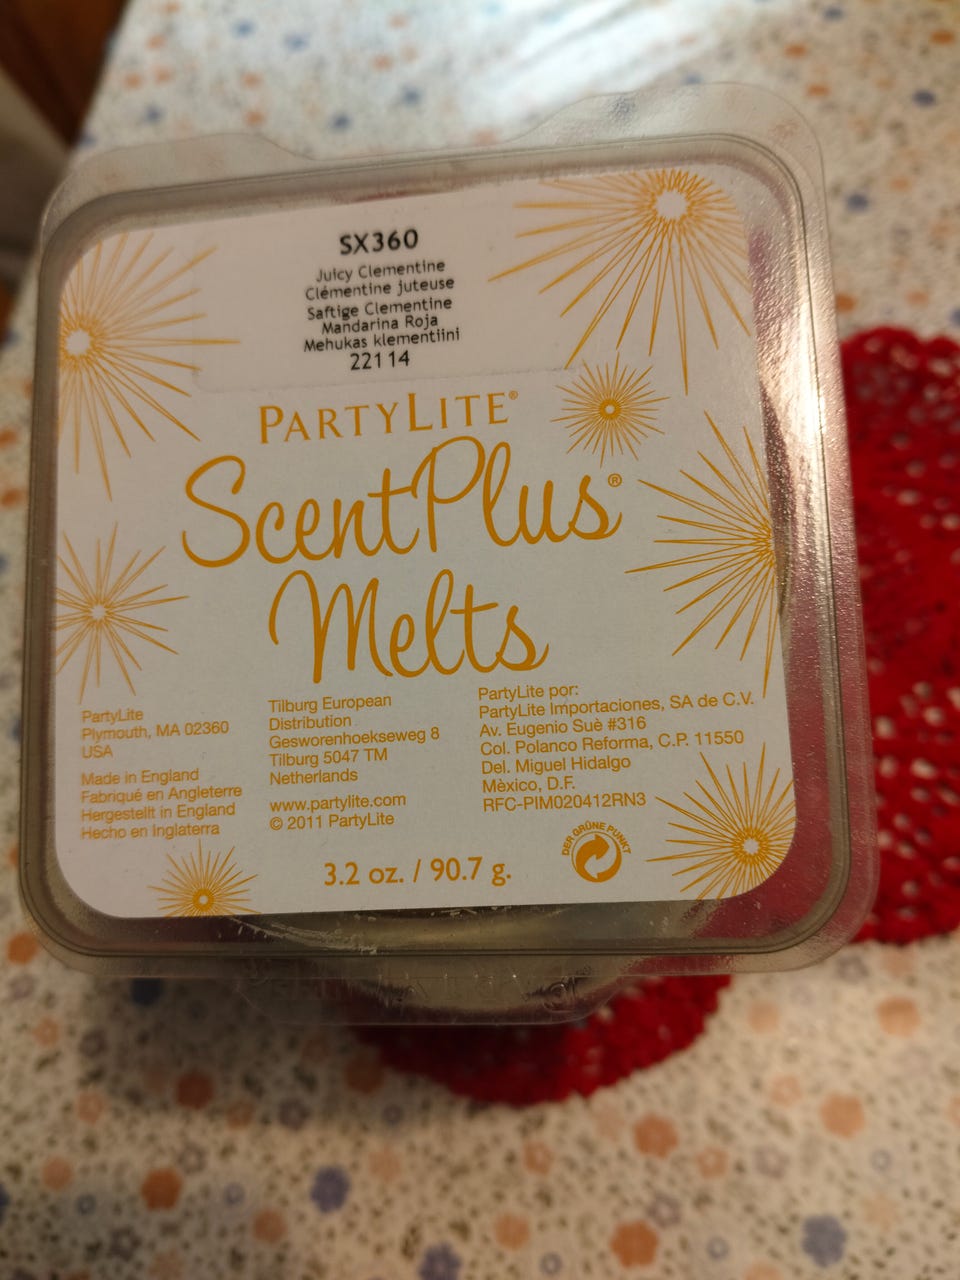 SX360
Juicy Clementine
Clémentine juteuse
Saftige Clementine
Mandarina Roja
Mehukas klementiini
22114
PARTYLITE®
ScentPlus®
Melts
PartyLite
Plymouth, MA 02360
USA
Made in England
Fabriqué en Angleterre
Hergestellt in England
Hecho en Inglaterra
Tilburg European
Distribution
Gesworenhoekseweg 8
Tilburg 5047 TM
Netherlands
www.partylite.com
© 2011 PartyLite
PartyLite por:
PartyLite Importaciones, SA de C.V.
Av. Eugenio Suè #316
Col. Polanco Reforma, C.P. 11550
Del. Miguel Hidalgo
Mèxico, D.F.
RFC-PIM020412RN3
3.2 oz. / 90.7 g.
DER GRÜNE PUNKT